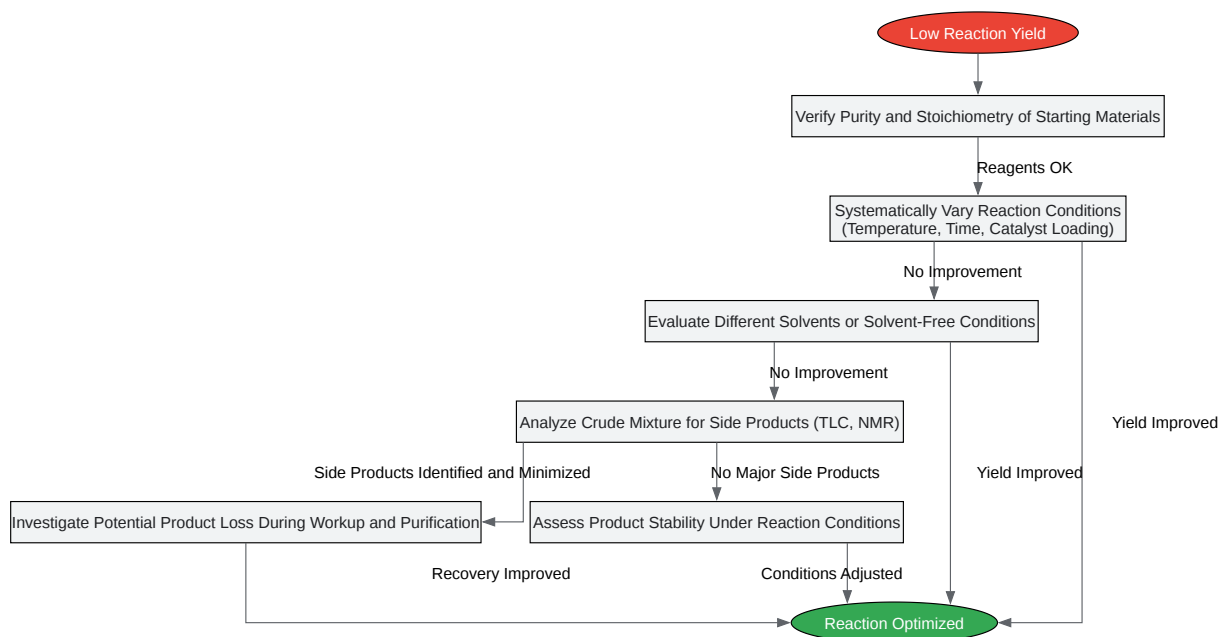 Low Reaction Yield
Verify Purity and Stoichiometry of Starting Materials
Reagents OK
Systematically Vary Reaction Conditions
(Temperature, Time, Catalyst Loading)
No Improvement
Evaluate Different Solvents or Solvent-Free Conditions
No Improvement
Analyze Crude Mixture for Side Products (TLC, NMR)
Yield Improved
Side Products Identified and Minimized
No Major Side Products
Yield Improved
Investigate Potential Product Loss During Workup and Purification
Assess Product Stability Under Reaction Conditions
Recovery Improved
Conditions Adjusted
Reaction Optimized